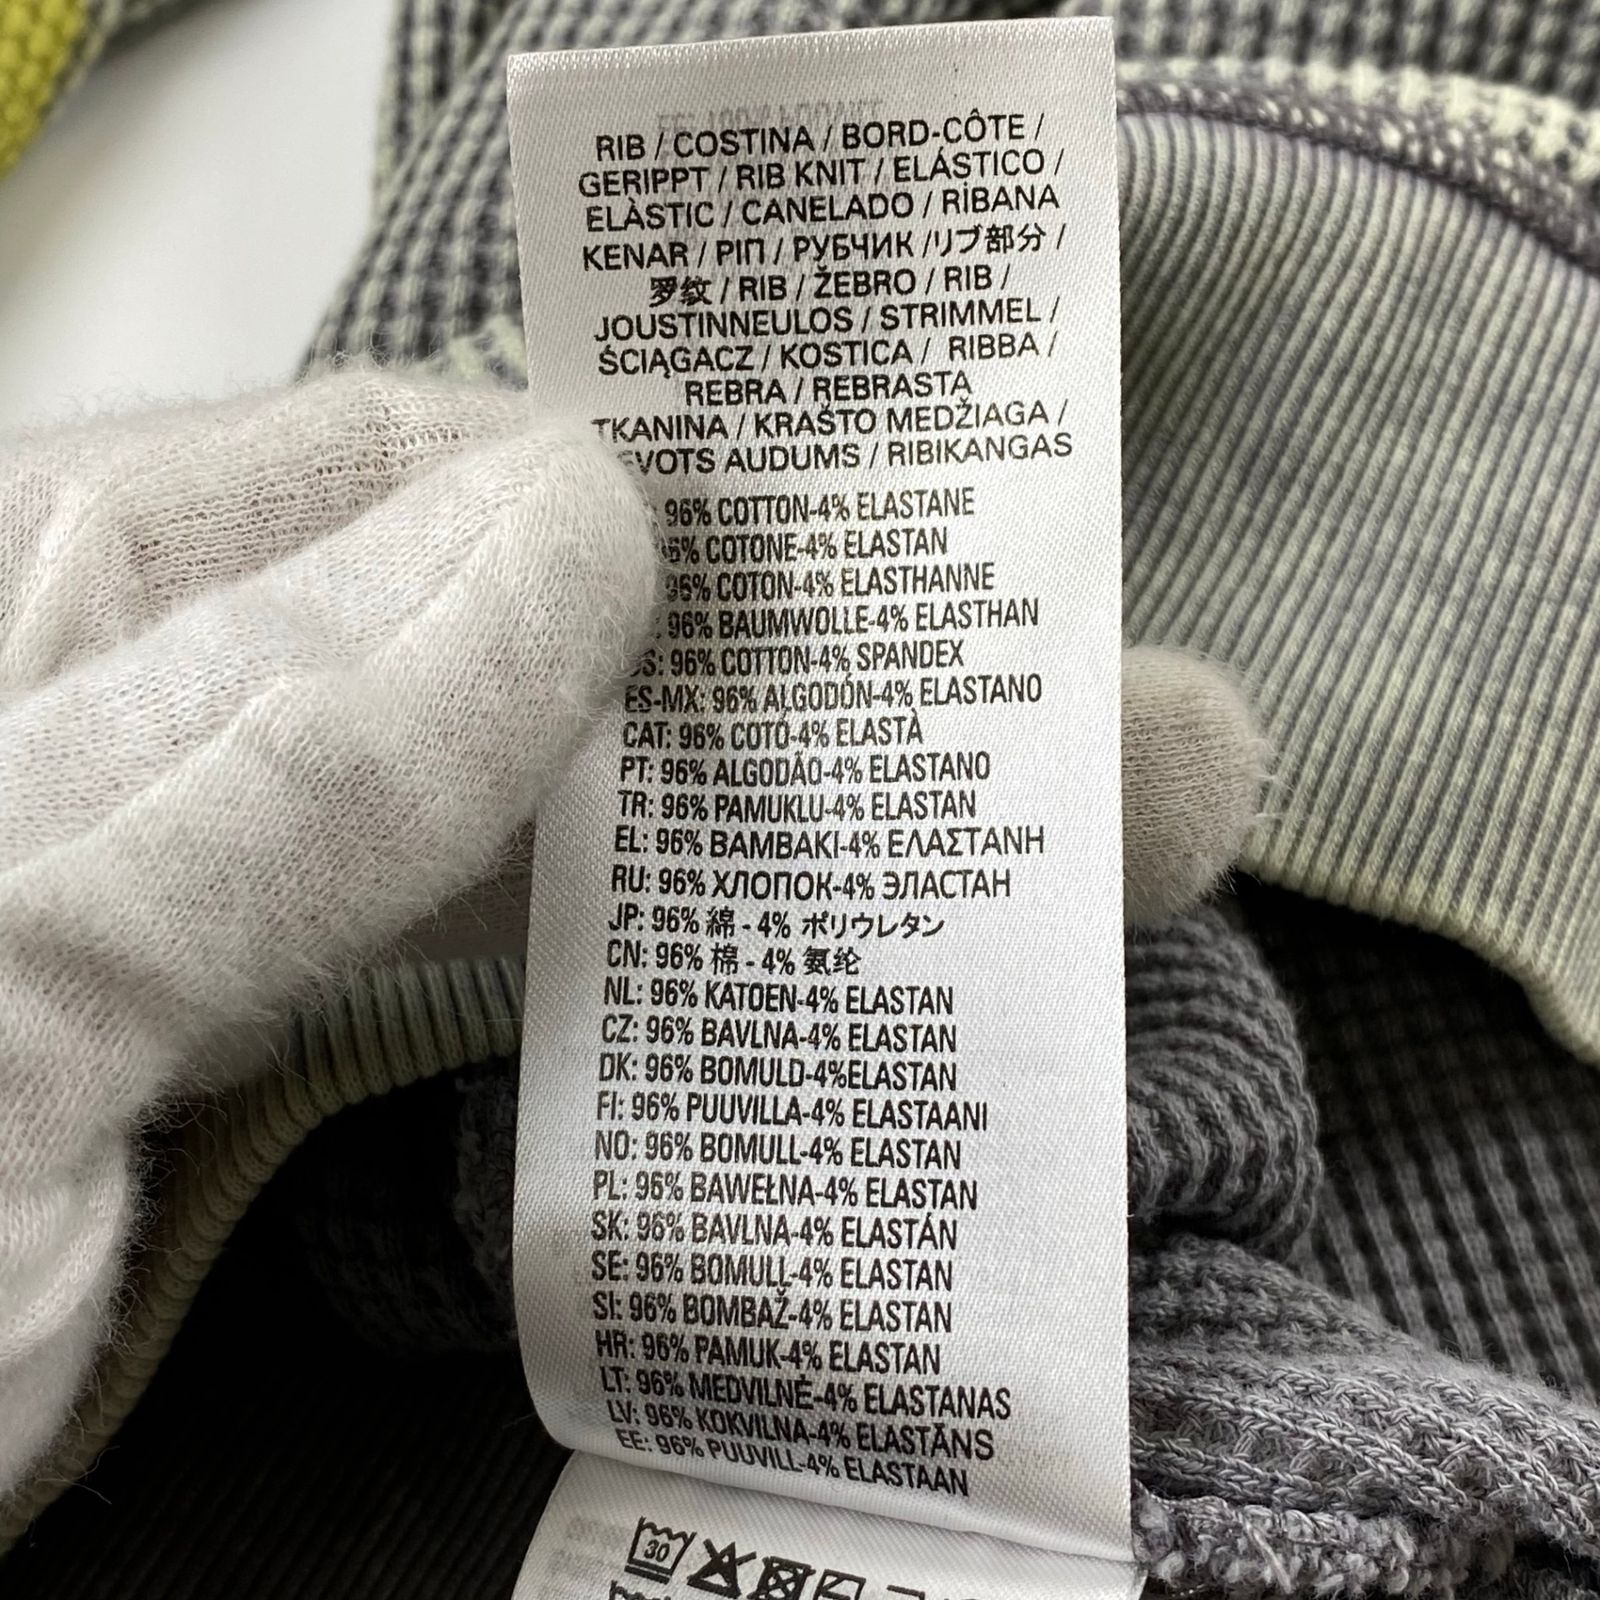 RIB / COSTINA / BORD-CÔTE /
GERIPPT / RIB KNIT / ELÁSTICO /
ELÀSTIC / CANELADO / RİBANA
KENAR / ΡΙΠ / РУБЧИК /リブ部分 /
罗纹 / RIB / ŽEBRO / RIB /
JOUSTINNEULOS / STRIMMEL /
ŚCIĄGACZ / KOSTICA / RIBBA /
REBRA / REBRASTA
TKANINA / KRAŠTO MEDŽIAGA /
AUDUMS / RIBIKANGAS
96% COTTON-4% ELASTANE
COTONE-4% ELASTAN
96% COTON-4% ELASTHANNE
96% BAUMWOLLE-4% ELASTHAN
96% COTTON-4% SPANDEX
ES-MX: 96% ALGODÓN-4% ELASTANO
CAT: 96% COTÓ-4% ELASTÀ
PT: 96% ALGODÃO-4% ELASTANO
TR: 96% PAMUKLU-4% ELASTAN
EL: 96% ΒΑΜΒΑΚΙ-4% ΕΛΑΣΤΑΝΗ
RU: 96% ХЛОПОК-4% ЭЛАСТАН
JP: 96% 綿 - 4% ポリウレタン
CN: 96% 棉 - 4% 氨纶
NL: 96% KATOEN-4% ELASTAN
CZ: 96% BAVLNA-4% ELASTAN
DK: 96% BOMULD-4%ELASTAN
FI: 96% PUUVILLA-4% ELASTAANI
NO: 96% BOMULL-4% ELASTAN
PL: 96% BAWEŁNA-4% ELASTAN
SK: 96% BAVLNA-4% ELASTÁN
SE: 96% BOMULL-4% ELASTAN
SI: 96% BOMBAŽ-4% ELASTAN
HR: 96% PAMUK-4% ELASTAN
LT: 96% MEDVILNĖ-4% ELASTANAS
LV: 96% KOKVILNA-4% ELASTĀNS
EE: 96% PUUVILL-4% ELASTAAN
30